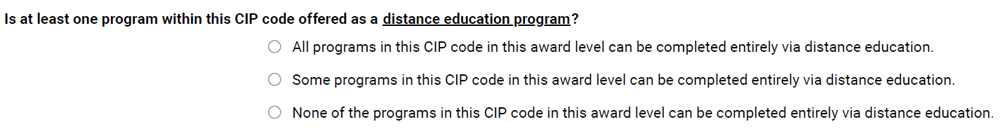 Is at least one program within this CIP code offered as a distance education program?
All programs in this CIP code in this award level can be completed entirely via distance education.
Some programs in this CIP code in this award level can be completed entirely via distance education.
None of the programs in this CIP code in this award level can be completed entirely via distance education.